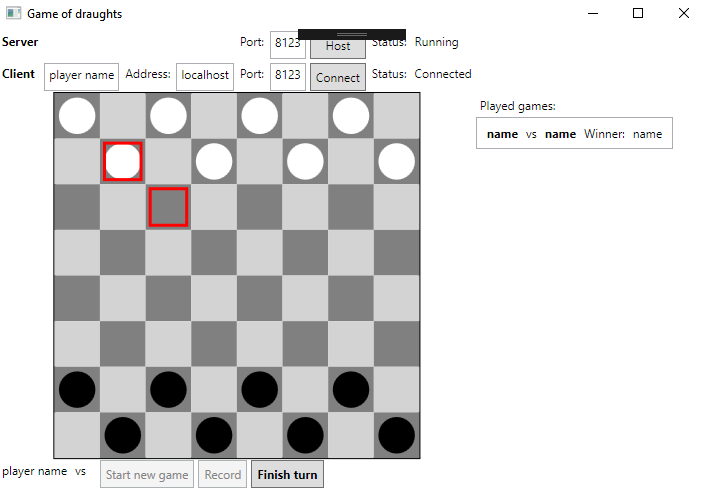 Game of draughts
Server Port: 8123 Host Status: Running
Client player name Address: localhost Port: 8123 Connect Status: Connected
Played games:
name vs name Winner: name
player name vs Start new game Record Finish turn